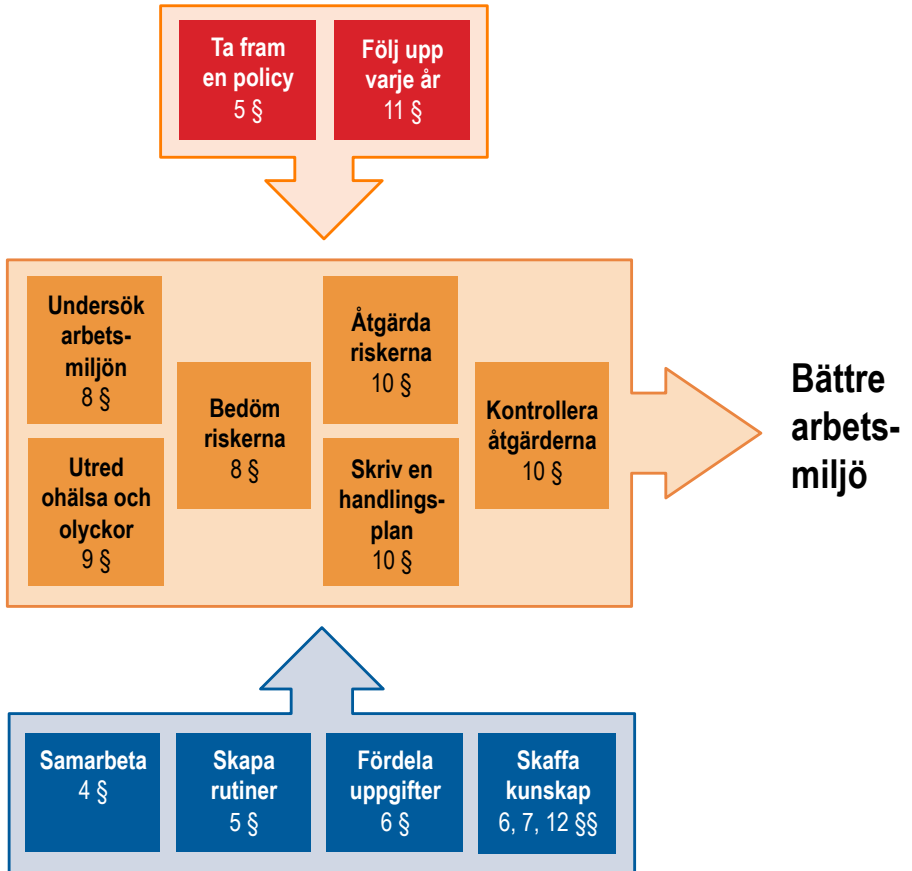 Ta fram
en policy
5 §
Följ upp
varje år
11 §
Undersök
arbets-
miljön
8 §
Utred
ohälsa och
olyckor
9 §
Bedöm
riskerna
8 §
Åtgärda
riskerna
10 §
Skriv en
handlings-
plan
10 §
Kontrollera
åtgärderna
10 §
Bättre
arbets-
miljö
Samarbeta
4 §
Skapa
rutiner
5 §
Fördela
uppgifter
6 §
Skaffa
kunskap
6, 7, 12 §§